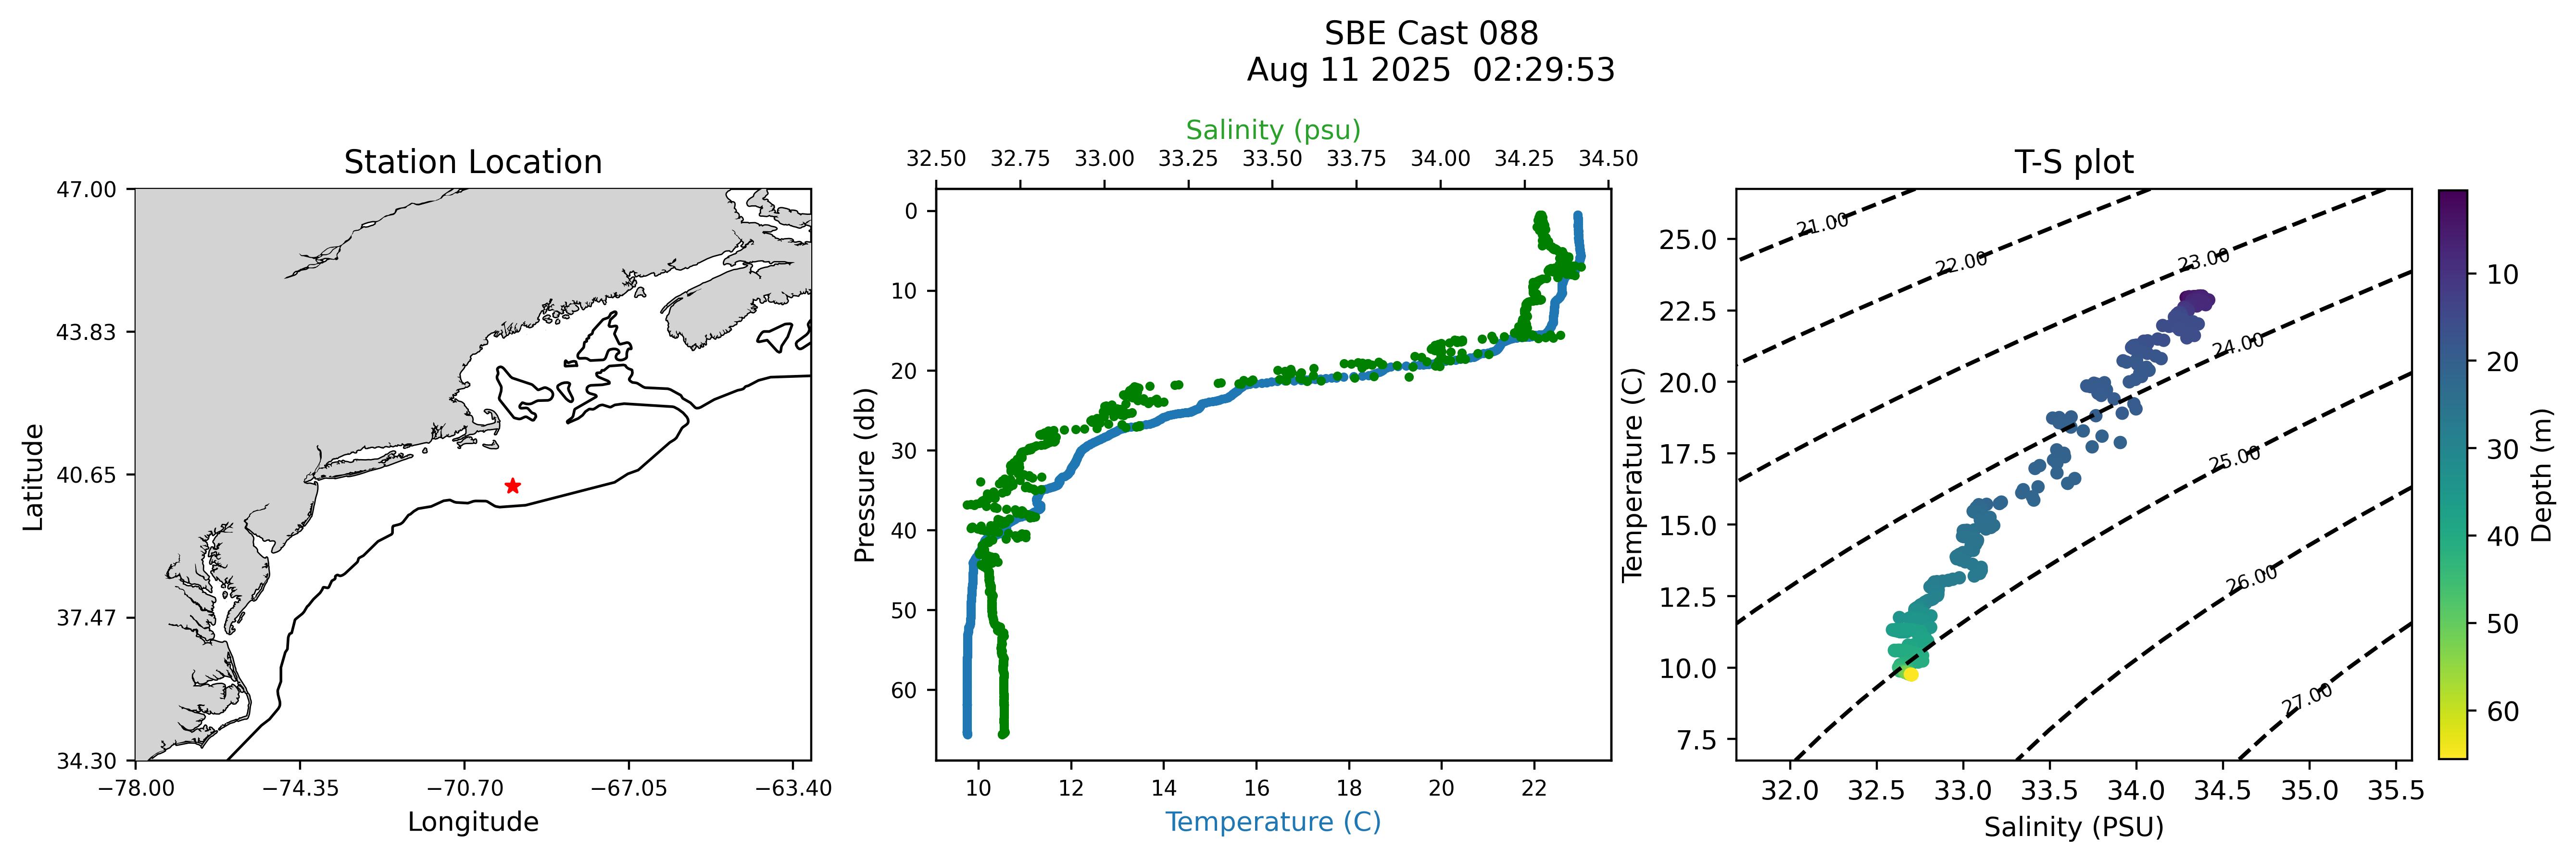 SBE Cast 088
Aug 11 2025  02:29:53
Station Location
47.00
43.83
40.65
37.47
34.30
Latitude
−78.00 −74.35 −70.70 −67.05 −63.40
Longitude
Salinity (psu)
32.50 32.75 33.00 33.25 33.50 33.75 34.00 34.25 34.50
0
10
20
30
40
50
60
Pressure (db)
10 12 14 16 18 20 22
Temperature (C)
T-S plot
25.0
22.5
20.0
17.5
15.0
12.5
10.0
7.5
Temperature (C)
21.00
22.00
23.00
24.00
25.00
26.00
27.00
32.0 32.5 33.0 33.5 34.0 34.5 35.0 35.5
Salinity (PSU)
10
20
30
40
50
60
Depth (m)